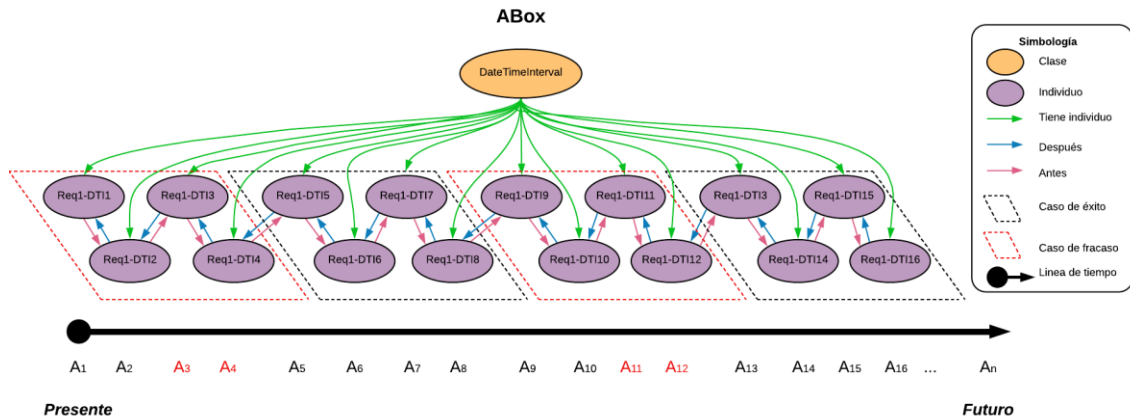 ABox
DateTimeInterval
Req1-DTI1
Req1-DTI3
Req1-DTI5
Req1-DTI7
Req1-DTI9
Req1-DTI11
Req1-DTI3
Req1-DTI15
Req1-DTI2
Req1-DTI4
Req1-DTI6
Req1-DTI8
Req1-DTI10
Req1-DTI12
Req1-DTI14
Req1-DTI16
A1 A2 A3 A4 A5 A6 A7 A8 A9 A10 A11 A12 A13 A14 A15 A16 ... An
Presente Futuro
Simbología
Clase
Individuo
Tiene individuo
Después
Antes
Caso de éxito
Caso de fracaso
Linea de tiempo